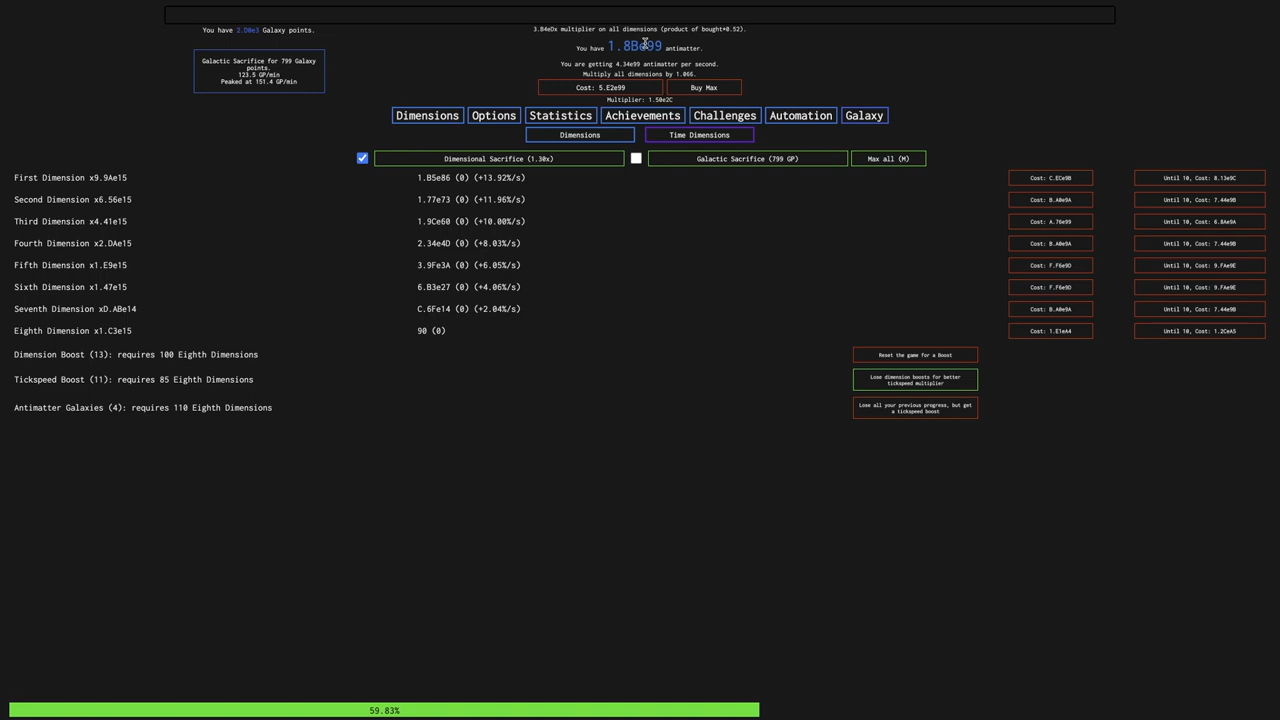 3.B4eDx multiplier on all dimensions (product of bought*0.52).
You have 2.D0e3 Galaxy points.
You have 1.8Be99 antimatter.
Galactic Sacrifice for 799 Galaxy points.
123.5 GP/min
Peaked at 151.4 GP/min
You are getting 4.34e99 antimatter per second.
Multiply all dimensions by 1.066.
Cost: 5.E2e99 Buy Max
Multiplier: 1.50e2C
Dimensions Options Statistics Achievements Challenges Automation Galaxy
Dimensions Time Dimensions
Dimensional Sacrifice (1.30x) Galactic Sacrifice (799 GP) Max all (M)
First Dimension x9.9Ae15 1.B5e86 (0) (+13.92%/s) Cost: C.ECe9B Until 10, Cost: 8.13e9C
Second Dimension x6.56e15 1.77e73 (0) (+11.96%/s) Cost: B.A0e9A Until 10, Cost: 7.44e9B
Third Dimension x4.41e15 1.9Ce60 (0) (+10.00%/s) Cost: A.76e99 Until 10, Cost: 6.8Ae9A
Fourth Dimension x2.DAe15 2.34e4D (0) (+8.03%/s) Cost: B.A0e9A Until 10, Cost: 7.44e9B
Fifth Dimension x1.E9e15 3.9Fe3A (0) (+6.05%/s) Cost: F.F6e9D Until 10, Cost: 9.FAe9E
Sixth Dimension x1.47e15 6.B3e27 (0) (+4.06%/s) Cost: F.F6e9D Until 10, Cost: 9.FAe9E
Seventh Dimension xD.ABe14 C.6Fe14 (0) (+2.04%/s) Cost: B.A0e9A Until 10, Cost: 7.44e9B
Eighth Dimension x1.C3e15 90 (0) Cost: 1.E1eA4 Until 10, Cost: 1.2CeA5
Dimension Boost (13): requires 100 Eighth Dimensions Reset the game for a Boost
Tickspeed Boost (11): requires 85 Eighth Dimensions Lose dimension boosts for better tickspeed multiplier
Antimatter Galaxies (4): requires 110 Eighth Dimensions Lose all your previous progress, but get a tickspeed boost
59.83%